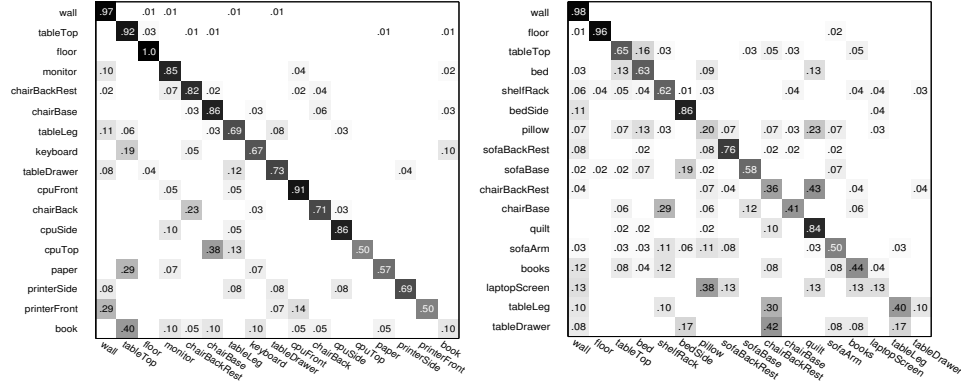 wall .97 .01 .01 .01 .01
tableTop .92 .03 .01 .01 .01 .01
floor 1.0
monitor .10 .85 .04 .02
chairBackRest .02 .07 .82 .02 .02 .04
chairBase .03 .86 .03 .06 .03
tableLeg .11 .06 .03 .69 .08 .03
keyboard .19 .05 .67 .10
tableDrawer .08 .04 .12 .73 .04
cpuFront .05 .05 .91
chairBack .23 .03 .71 .03
cpuSide .10 .05 .86
cpuTop .38 .13 .50
paper .29 .07 .07 .57
printerSide .08 .08 .08 .08 .69
printerFront .29 .07 .14 .50
book .40 .10 .05 .10 .10 .05 .05 .05 .10
wall tableTop floor monitor chairBackRest chairBase tableLeg keyboard tableDrawer cpuFront chairBack cpuSide cpuTop paper printerSide printerFront book
wall .98
floor .01 .96 .02
tableTop .65 .16 .03 .03 .05 .03 .05
bed .03 .13 .63 .09 .13
shelfRack .06 .04 .05 .04 .62 .01 .03 .04 .04 .03
bedSide .11 .86 .04
pillow .07 .07 .13 .03 .20 .07 .07 .03 .23 .07 .03
sofaBackRest .08 .02 .08 .76 .02 .02 .02
sofaBase .02 .02 .02 .07 .19 .02 .58 .07
chairBackRest .04 .07 .04 .36 .43 .04 .04
chairBase .06 .29 .06 .12 .41 .06
quilt .02 .02 .02 .10 .84
sofaArm .03 .03 .03 .11 .06 .11 .08 .03 .50 .03
books .12 .08 .04 .12 .08 .08 .44 .04
laptopScreen .13 .38 .13 .13 .13 .13
tableLeg .10 .10 .30 .40 .10
tableDrawer .08 .17 .42 .08 .08 .17
wall floor tableTop bed shelfRack bedSide pillow sofaBackRest sofaBase chairBackRest chairBase quilt sofaArm books laptopScreen tableLeg tableDrawer